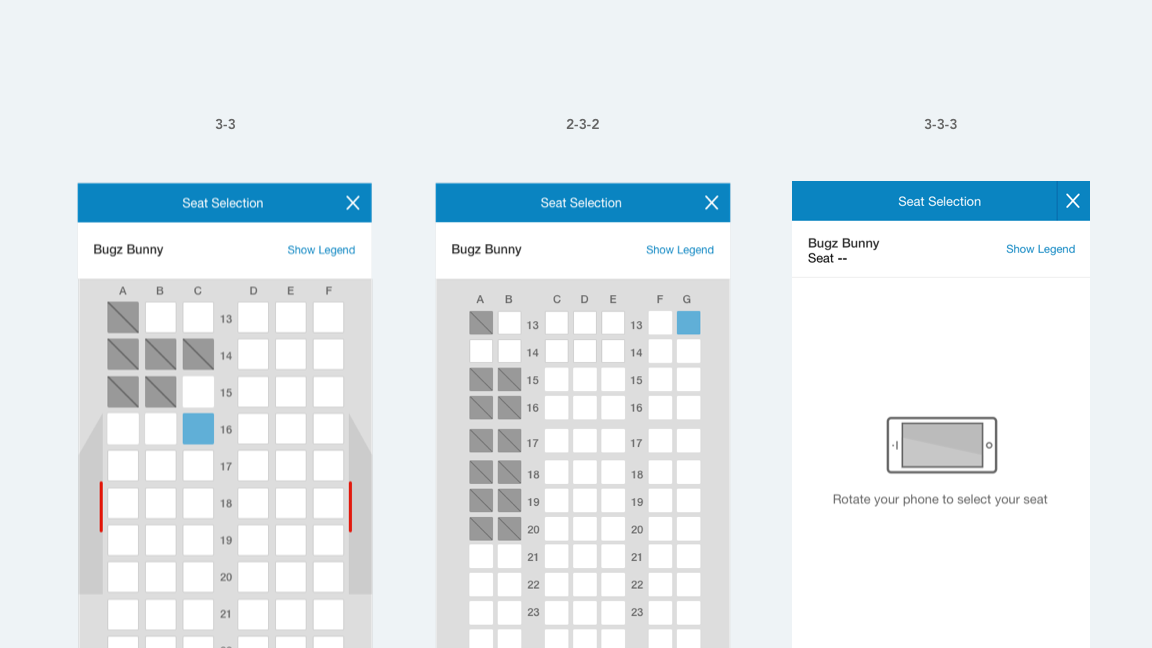 3-3
2-3-2
3-3-3
Seat Selection
Bugz Bunny
Show Legend
A B C D E F
13
14
15
16
17
18
19
20
21
Seat Selection
Bugz Bunny
Show Legend
A B C D E F G
13 13
14 14
15 15
16 16
17 17
18 18
19 19
20 20
21 21
22 22
23 23
Seat Selection
Bugz Bunny
Show Legend
Seat --
Rotate your phone to select your seat